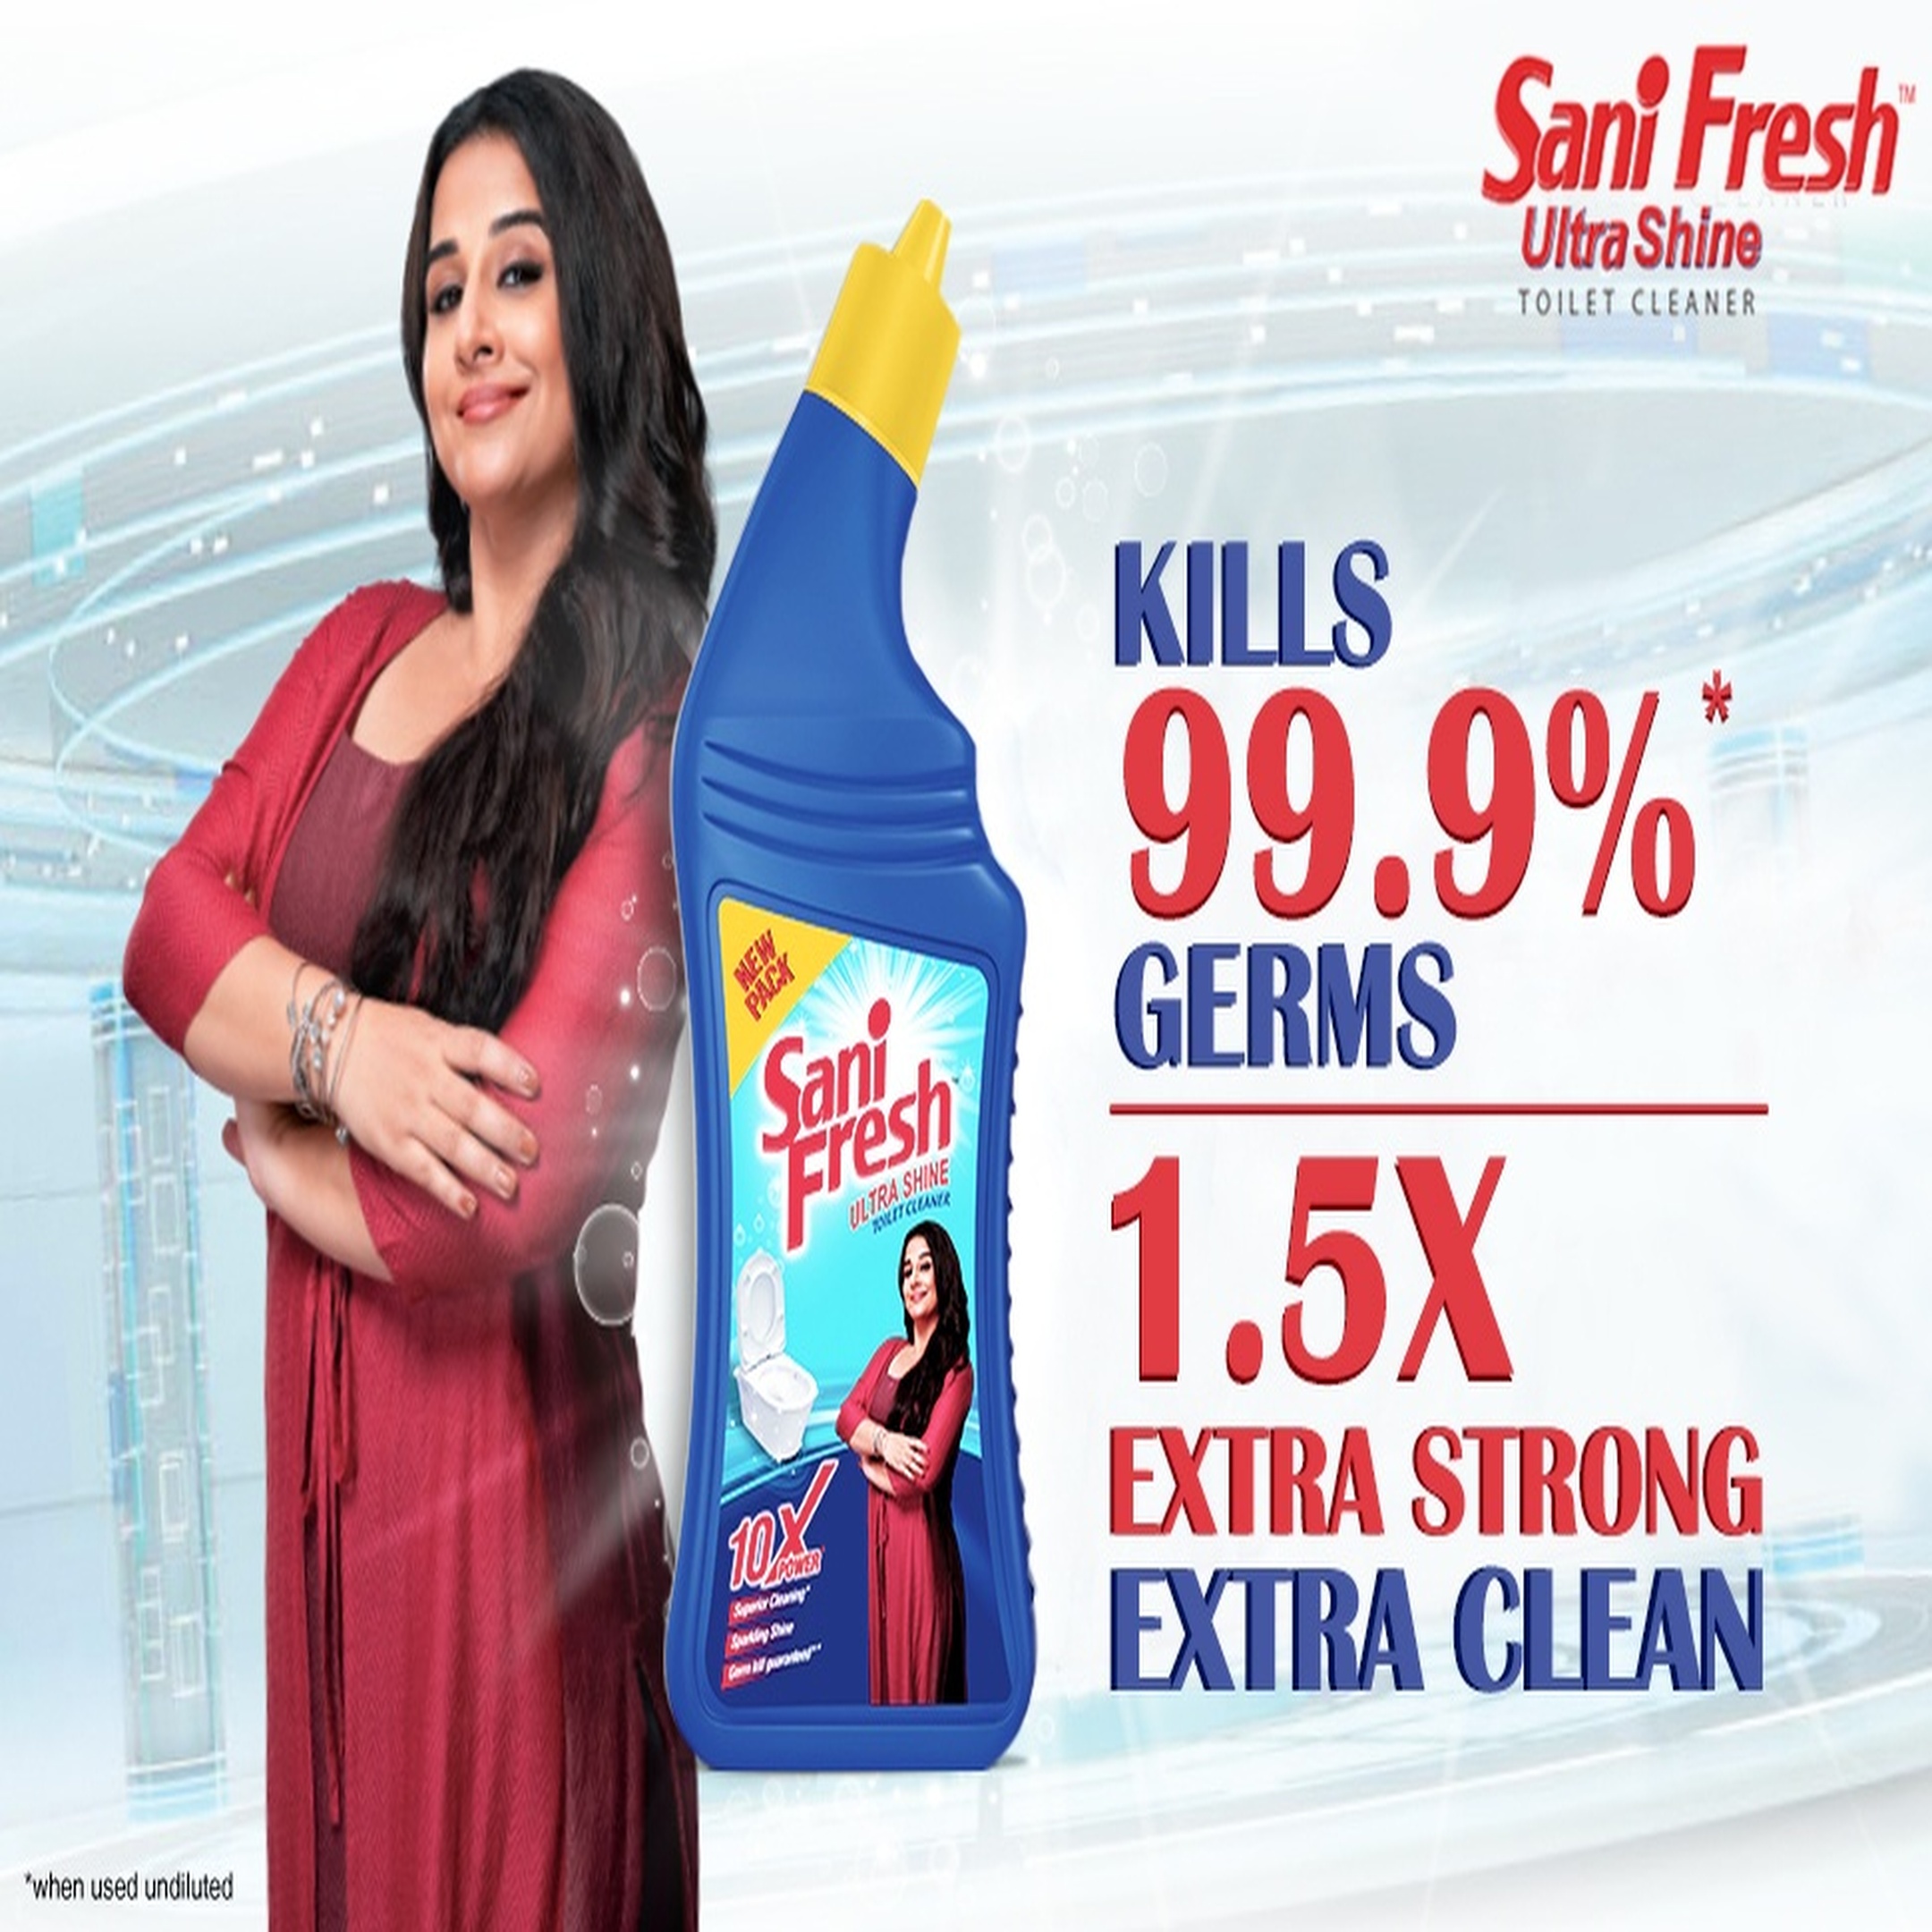 Sani Fresh™
Ultra Shine
TOILET CLEANER
KILLS
99.9%*
GERMS
1.5X
EXTRA STRONG
EXTRA CLEAN
NEW
PACK
Sani
Fresh
ULTRA SHINE
TOILET CLEANER
10X
POWER
Superior Cleaning*
Sparkling Shine
Germ kill guaranteed**
*when used undiluted